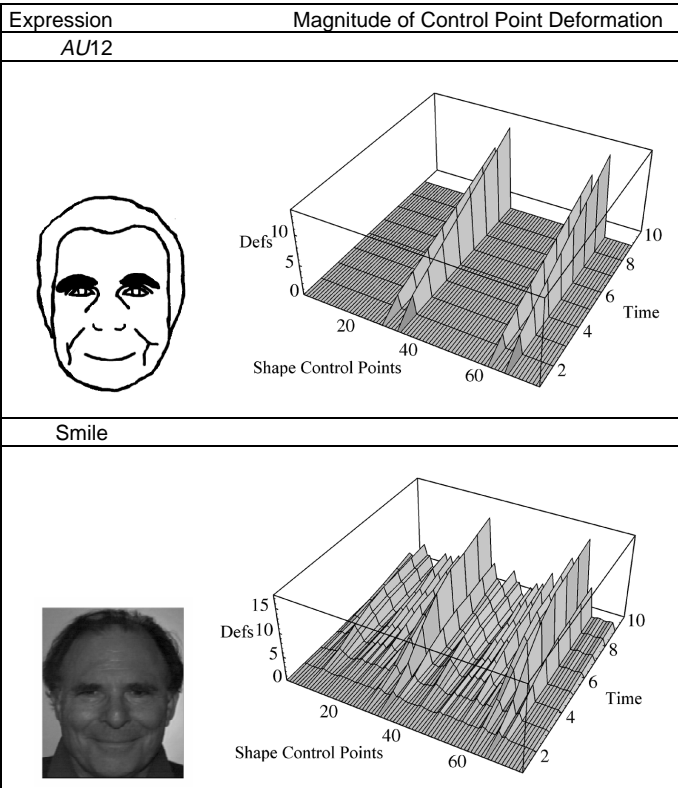 Expression Magnitude of Control Point Deformation
AU12
Defs
10
5
0
20
40
60
Shape Control Points
2
4
6
8
10
Time
Smile
Defs
15
10
5
0
20
40
60
Shape Control Points
2
4
6
8
10
Time